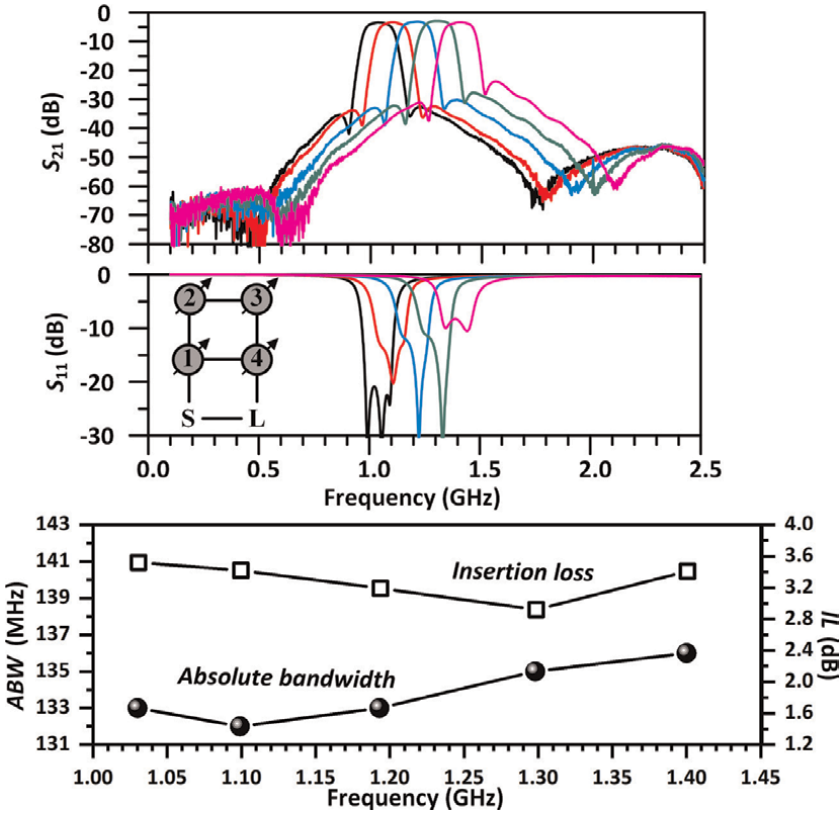 0
-10
-20
-30
-40
-50
-60
-70
-80
S21 (dB)
0
-10
-20
-30
S11 (dB)
2 3
1 4
S L
0.0 0.5 1.0 1.5 2.0 2.5
Frequency (GHz)
143
141
139
137
135
133
131
ABW (MHz)
Insertion loss
Absolute bandwidth
4.0
3.6
3.2
2.8
2.4
2.0
1.6
1.2
IL (dB)
1.00 1.05 1.10 1.15 1.20 1.25 1.30 1.35 1.40 1.45
Frequency (GHz)